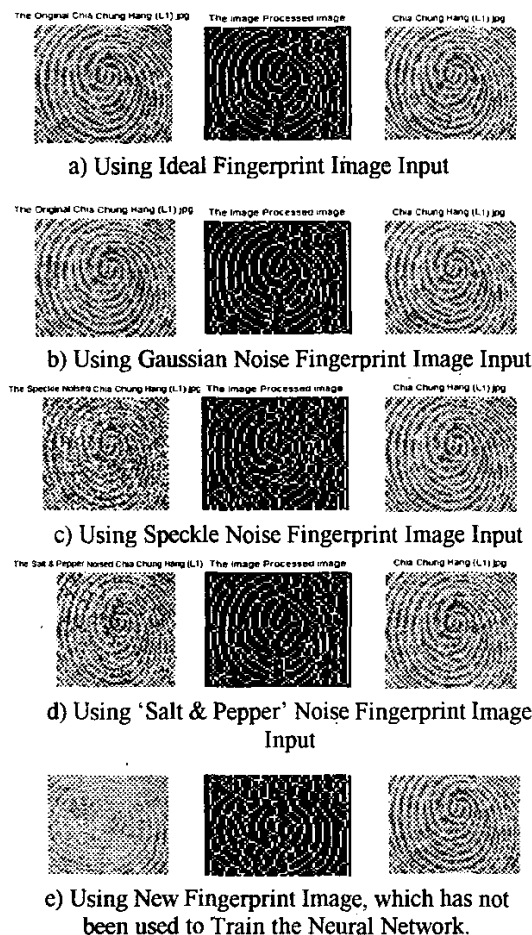 The Original Chia Chung Hang (L1) jpg The Image Processed image Chia Chung Hang (L1) jpg
a) Using Ideal Fingerprint Image Input
The Original Chia Chung Hang (L1) jpg The Image Processed image Chia Chung Hang (L1) jpg
b) Using Gaussian Noise Fingerprint Image Input
The Speckle Noised Chia Chung Hang (L1) jpg The Image Processed image Chia Chung Hang (L1) jpg
c) Using Speckle Noise Fingerprint Image Input
The Salt & Pepper Noised Chia Chung Hang (L1) The Image Processed image Chia Chung Hang (L1) jpg
d) Using ‘Salt & Pepper’ Noise Fingerprint Image
Input
e) Using New Fingerprint Image, which has not
been used to Train the Neural Network.